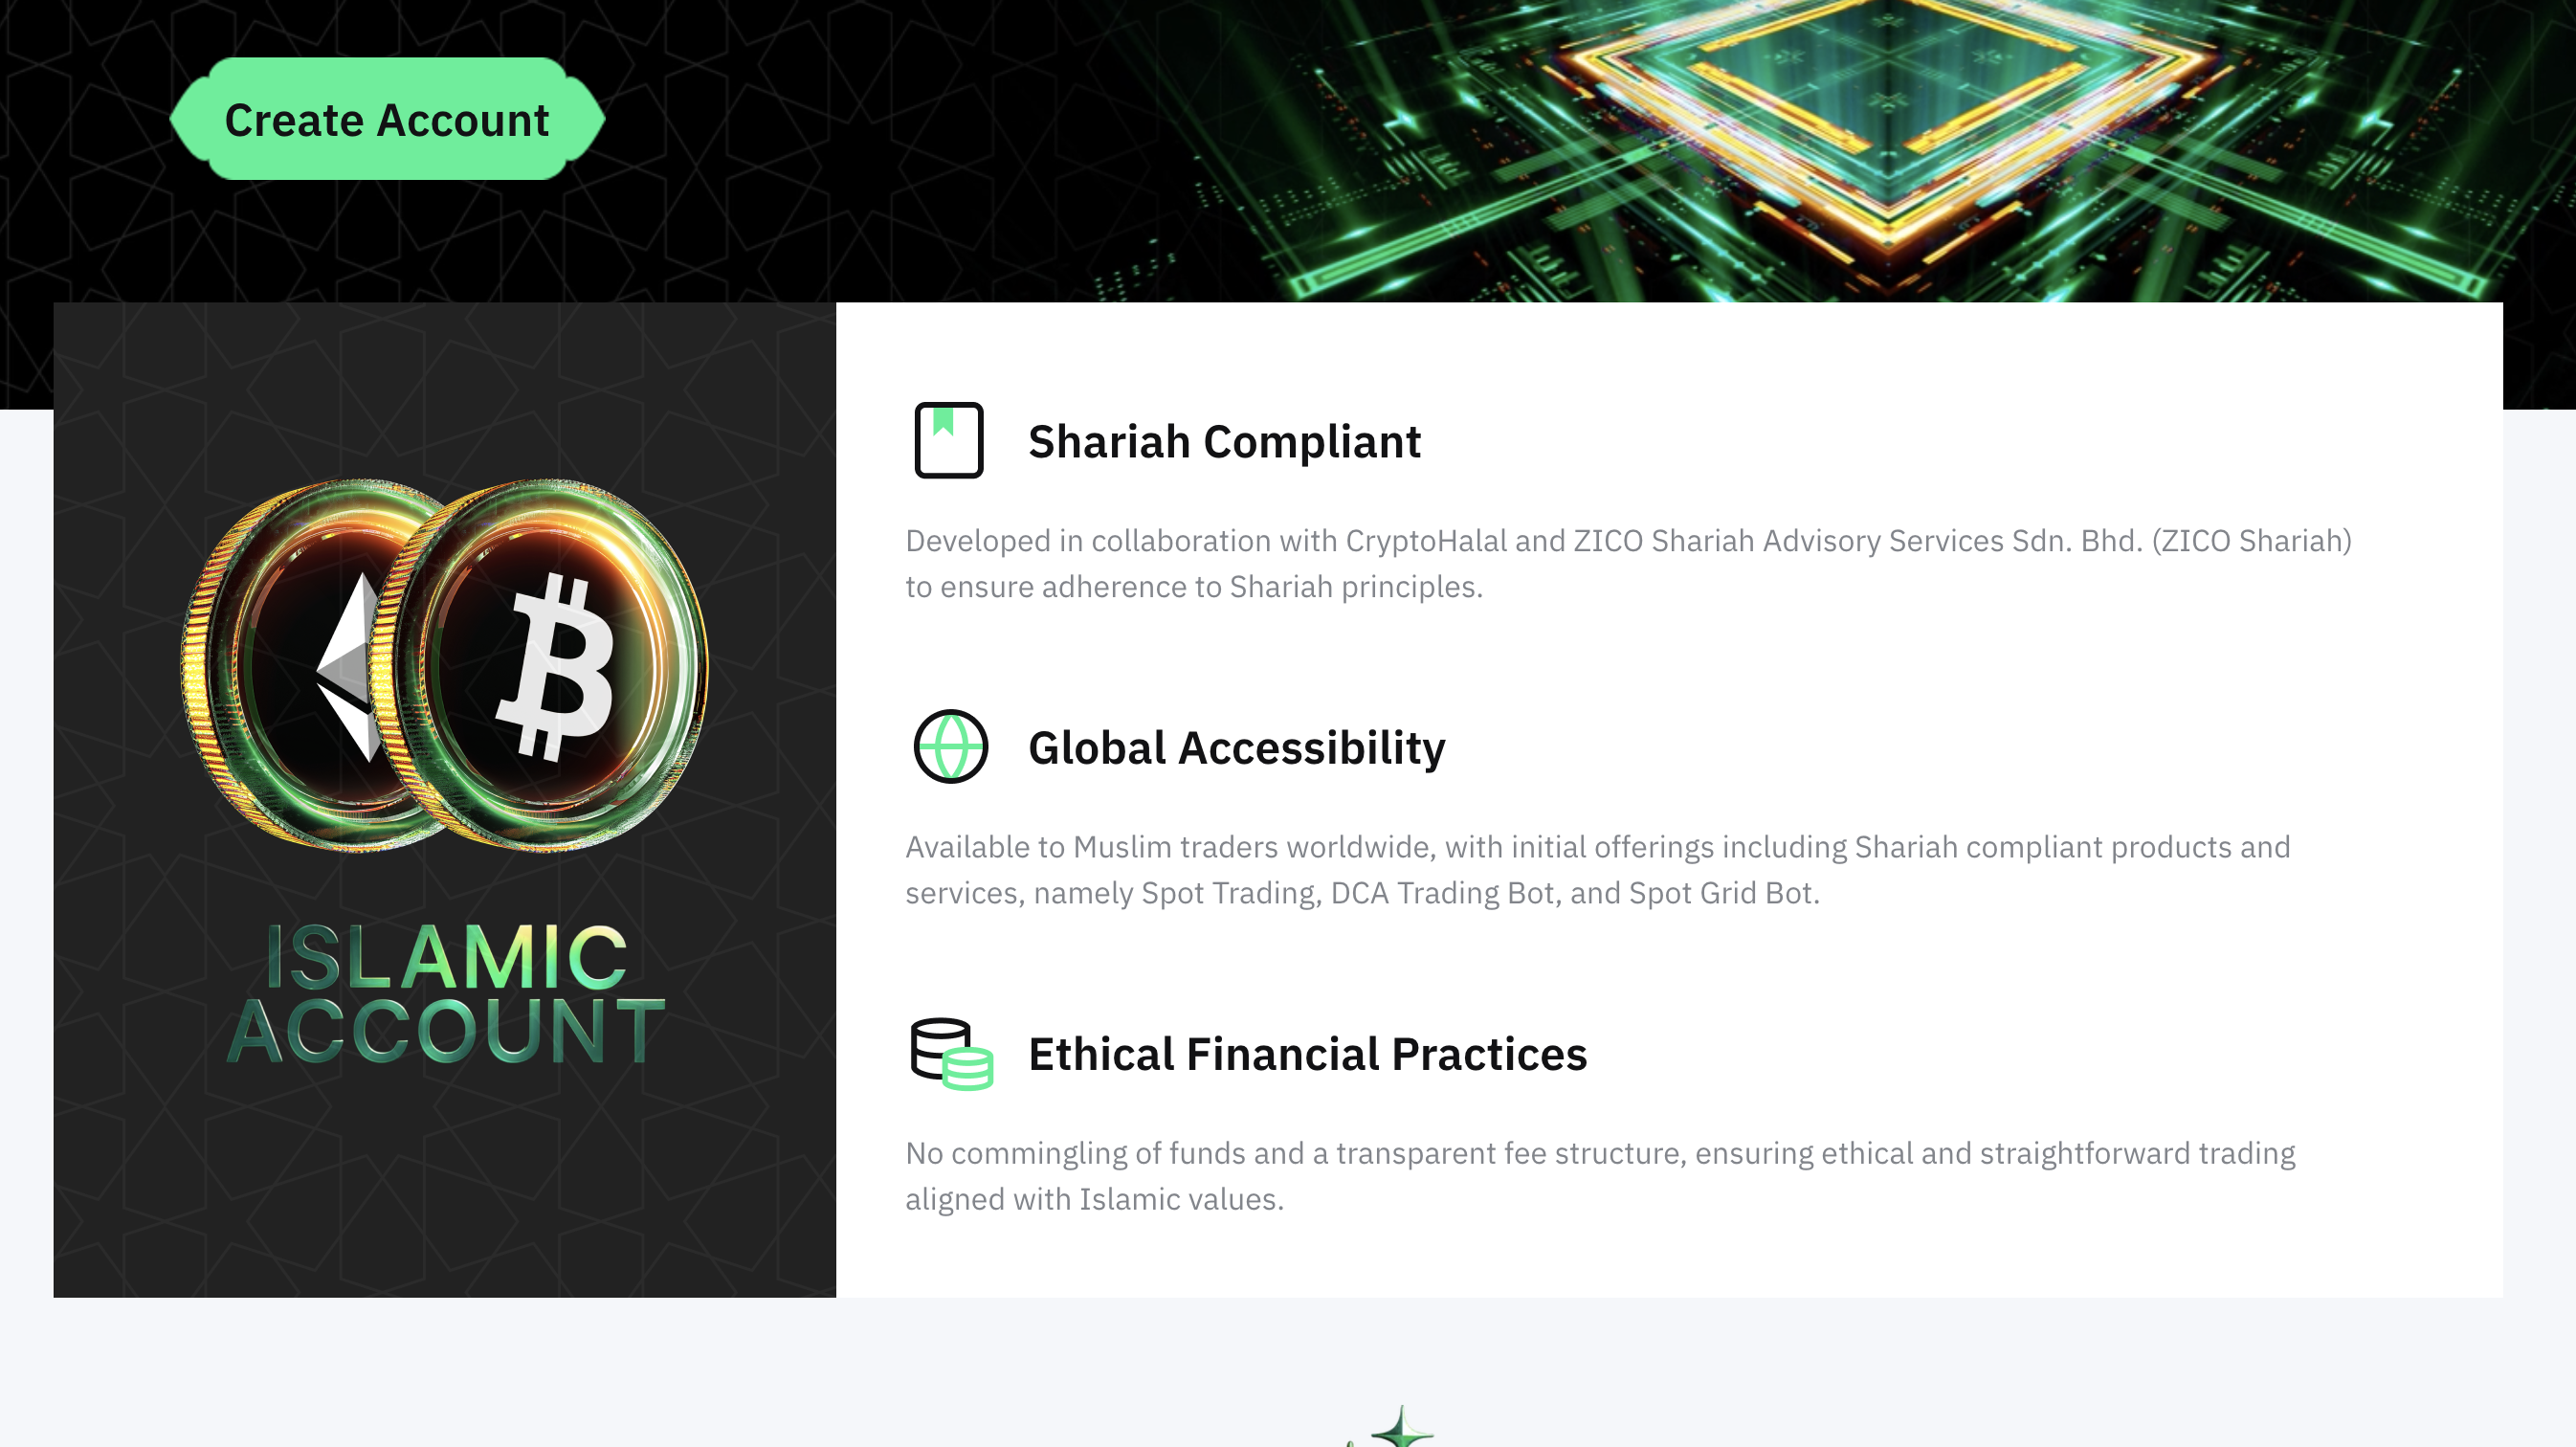 Create Account
ISLAMIC
ACCOUNT
Shariah Compliant
Developed in collaboration with CryptoHalal and ZICO Shariah Advisory Services Sdn. Bhd. (ZICO Shariah)
to ensure adherence to Shariah principles.
Global Accessibility
Available to Muslim traders worldwide, with initial offerings including Shariah compliant products and
services, namely Spot Trading, DCA Trading Bot, and Spot Grid Bot.
Ethical Financial Practices
No commingling of funds and a transparent fee structure, ensuring ethical and straightforward trading
aligned with Islamic values.